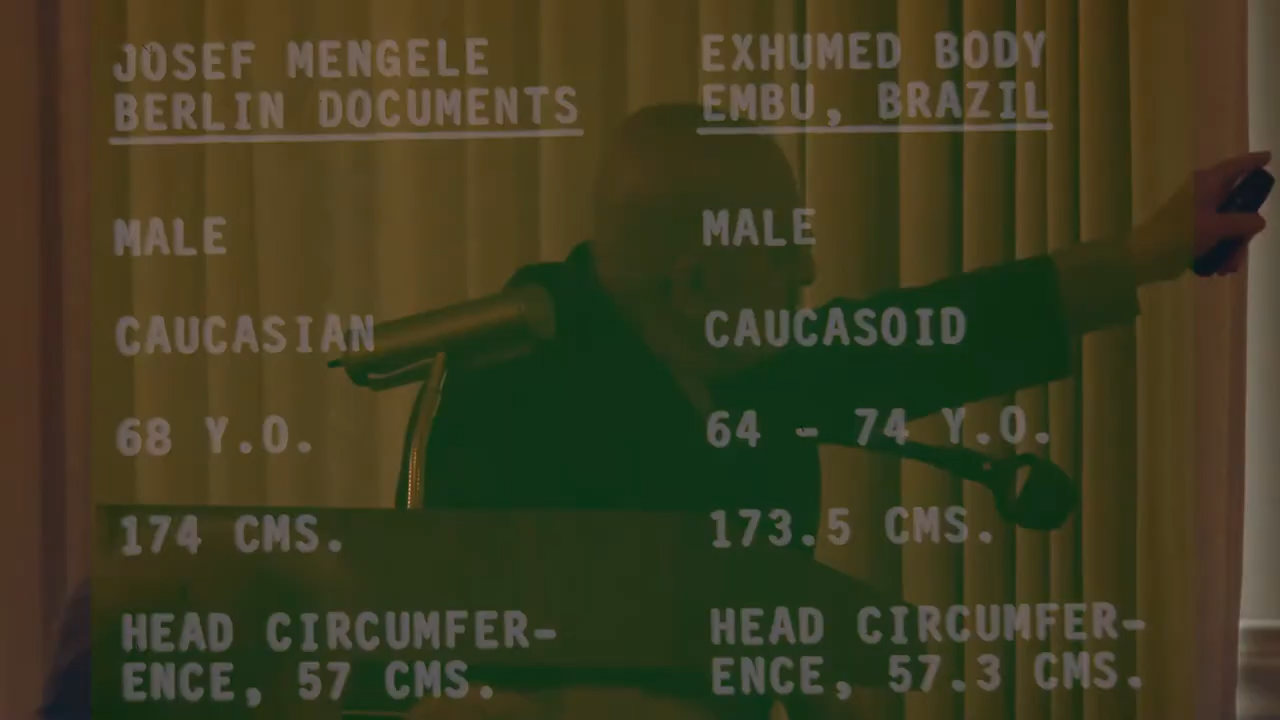 JOSEF MENGELE
BERLIN DOCUMENTS
MALE
CAUCASIAN
68 Y.O.
174 CMS.
HEAD CIRCUMFER-
ENCE, 57 CMS.
EXHUMED BODY
EMBU, BRAZIL
MALE
CAUCASOID
64 - 74 Y.O.
173.5 CMS.
HEAD CIRCUMFER-
ENCE, 57.3 CMS.